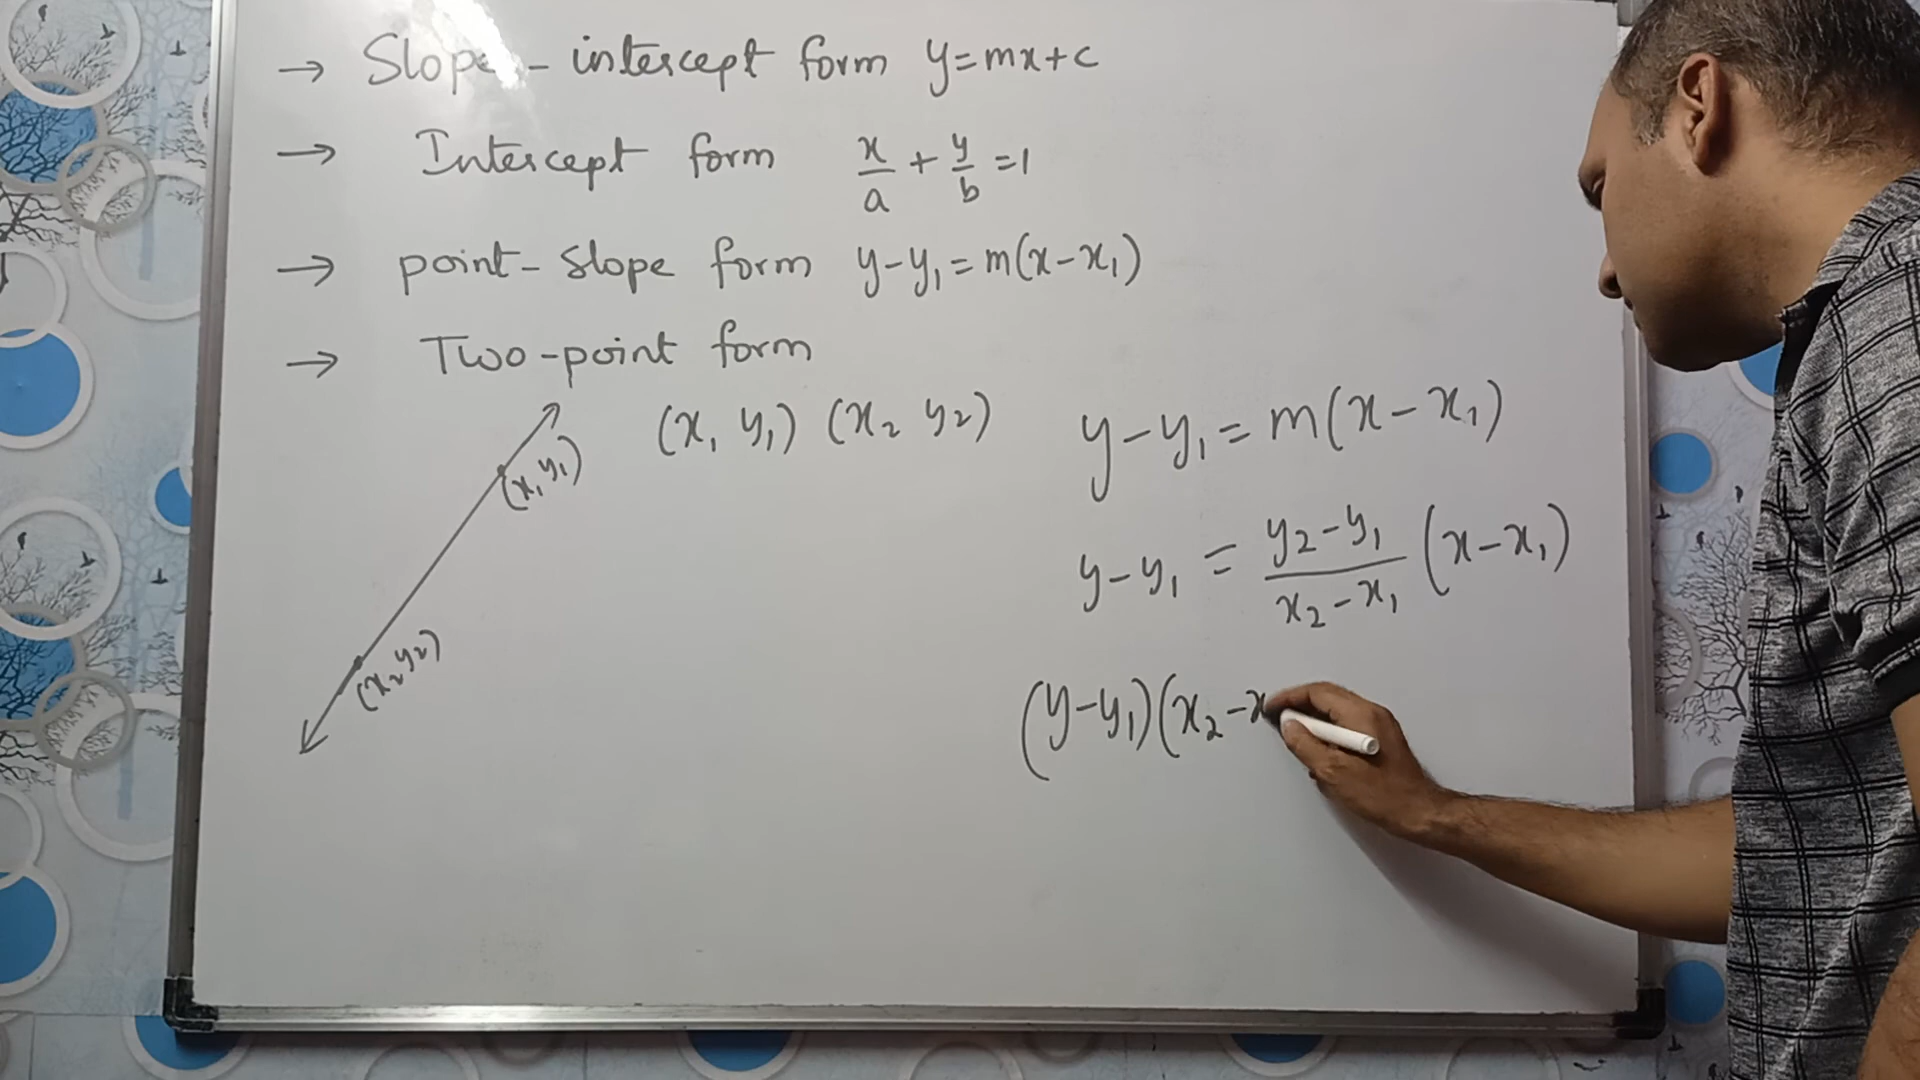 → Slope - intercept form y=mx+c
→ Intercept form x/a + y/b =1
→ point- slope form y-y₁=m(x-x₁)
→ Two-point form
(x₁ y₁) (x₂ y₂)
(x₁ y₁)
(x₂ y₂)
y-y₁=m(x-x₁)
y-y₁ = y₂-y₁/x₂-x₁ (x-x₁)
(y-y₁)(x₂-x